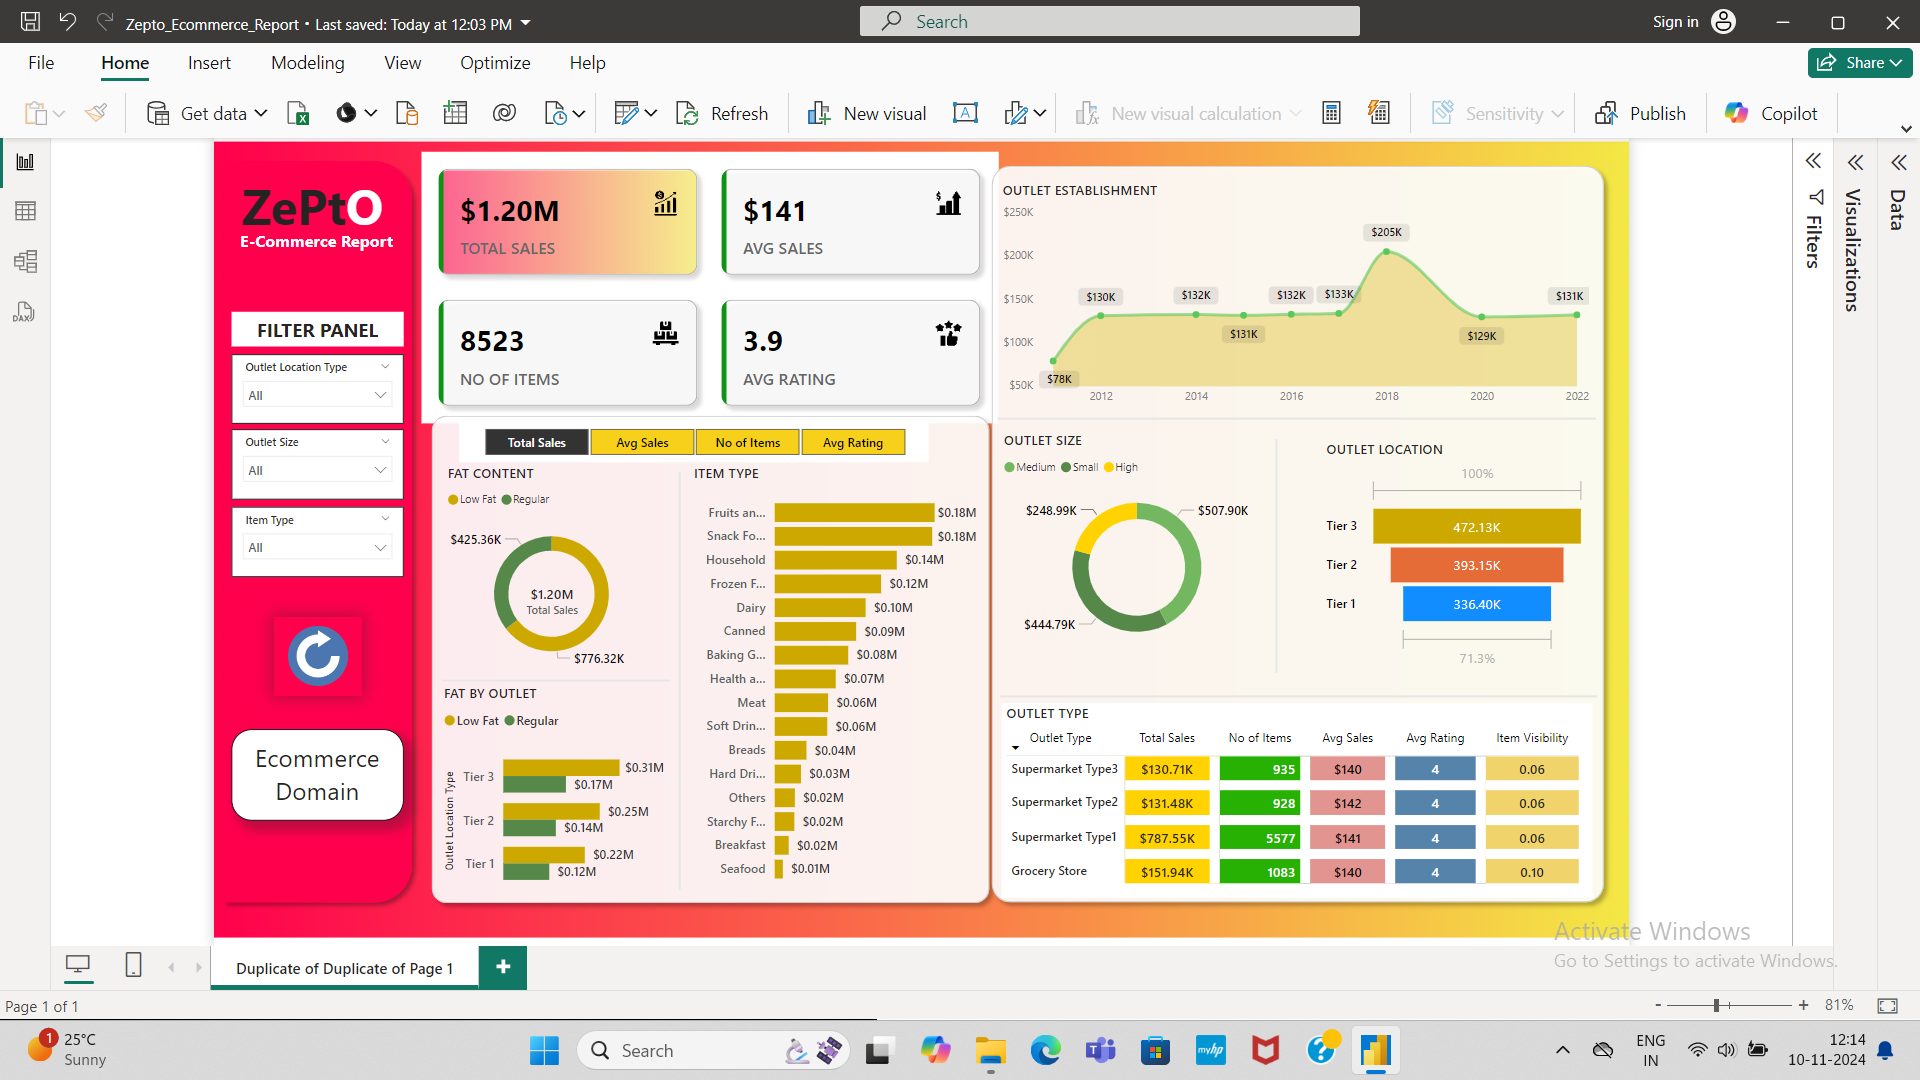 Zepto_Ecommerce_Report • Last saved: Today at 12:03 PM
Search
Sign in
File
Home
Insert
Modeling
View
Optimize
Help
Share
Get data
Refresh
New visual
New visual calculation
Sensitivity
Publish
Copilot
ZePtO
E-Commerce Report
FILTER PANEL
Outlet Location Type
All
Outlet Size
All
Item Type
All
Ecommerce
Domain
$1.20M
TOTAL SALES
$141
AVG SALES
8523
NO OF ITEMS
3.9
AVG RATING
Total Sales
Avg Sales
No of Items
Avg Rating
FAT CONTENT
Low Fat
Regular
$425.36K
$1.20M
Total Sales
$776.32K
FAT BY OUTLET
Low Fat
Regular
Outlet Location Type
Tier 3
$0.31M
$0.17M
Tier 2
$0.25M
$0.14M
Tier 1
$0.22M
$0.12M
ITEM TYPE
Fruits an... $0.18M
Snack Fo... $0.18M
Household $0.14M
Frozen F... $0.12M
Dairy $0.10M
Canned $0.09M
Baking G... $0.08M
Health a... $0.07M
Meat $0.06M
Soft Drin... $0.06M
Breads $0.04M
Hard Dri... $0.03M
Others $0.02M
Starchy F... $0.02M
Breakfast $0.02M
Seafood $0.01M
OUTLET ESTABLISHMENT
$250K
$200K
$150K
$100K
$50K
$78K
$130K
$132K
$131K
$132K
$133K
$205K
$129K
$131K
2012 2014 2016 2018 2020 2022
OUTLET SIZE
Medium Small High
$248.99K
$507.90K
$444.79K
OUTLET LOCATION
100%
Tier 3 472.13K
Tier 2 393.15K
Tier 1 336.40K
71.3%
OUTLET TYPE
Outlet Type Total Sales No of Items Avg Sales Avg Rating Item Visibility
Supermarket Type3 $130.71K 935 $140 4 0.06
Supermarket Type2 $131.48K 928 $142 4 0.06
Supermarket Type1 $787.55K 5577 $141 4 0.06
Grocery Store $151.94K 1083 $140 4 0.10
Filters
Visualizations
Data
Activate Windows
Go to Settings to activate Windows.
Duplicate of Duplicate of Page 1
+
Page 1 of 1
- + 81%
1
25°C
Sunny
Search
myhp
ENG
IN
12:14
10-11-2024